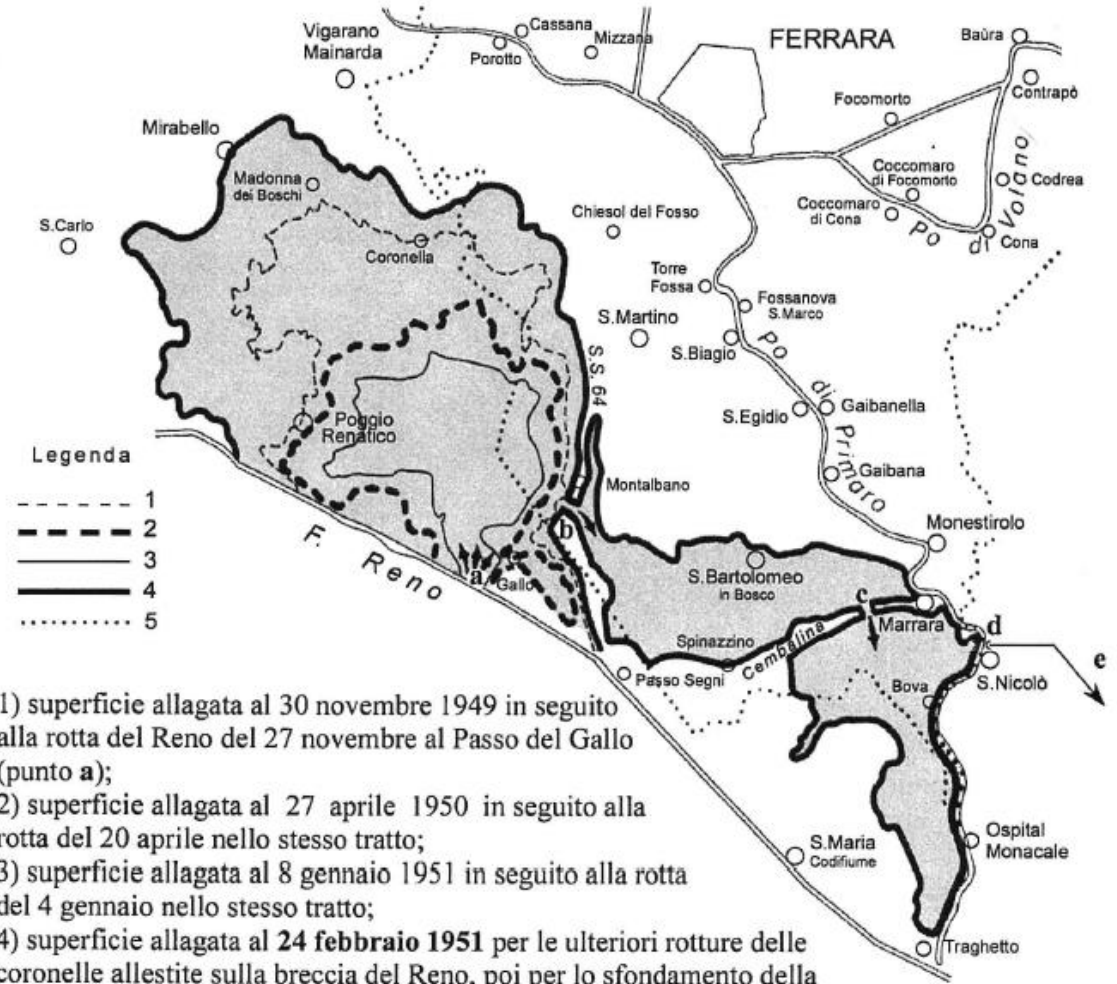 Cassana
Vigarano
Mainarda
Porotto
Mizzana
FERRARA
Baùra
Contrapò
Focomorto
Mirabello
Madonna
dei Boschi
Coccomaro
di Focomorto
Codrea
Coccomaro
di Cona
Po di Volano
Cona
S.Carlo
Chiesol del Fosso
Coronella
Torre
Fossa
Fossanova
S.Marco
S.Martino
S.Biagio
S.S. 64
Po di Primaro
S.Egidio
Gaibanella
Poggio
Renatico
Gaibana
Legenda
1
2
3
4
5
Montalbano
Monestirolo
b
F. Reno
a
Gallo
S.Bartolomeo
in Bosco
c
Marrara
d
e
Spinazzino
Cembalina
Passo Segni
S.Nicolò
Bova
1) superficie allagata al 30 novembre 1949 in seguito
alla rotta del Reno del 27 novembre al Passo del Gallo
(punto a);
2) superficie allagata al 27 aprile 1950 in seguito alla
rotta del 20 aprile nello stesso tratto;
3) superficie allagata al 8 gennaio 1951 in seguito alla rotta
del 4 gennaio nello stesso tratto;
4) superficie allagata al 24 febbraio 1951 per le ulteriori rotture delle
coronelle allestite sulla breccia del Reno, poi per lo sfondamento della
S.Maria
Codifiume
Ospital
Monacale
Traghetto